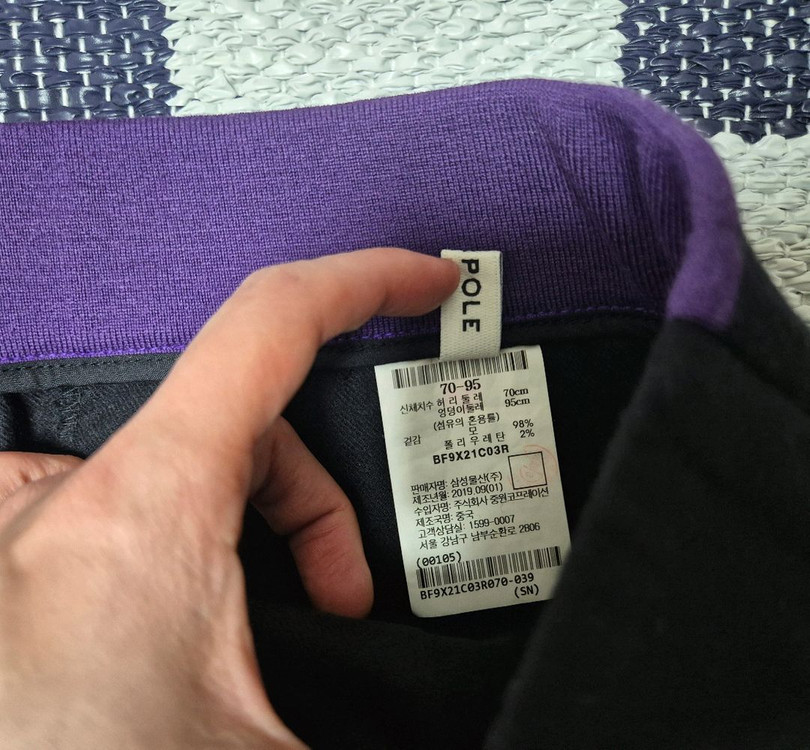 POLE
70-95
신체치수 허 리 둘 레 70cm
엉덩이둘레 95cm
(섬유의 혼용률)
겉감 모 98%
폴 리 우 레 탄 2%
BF9X21C03R
판매자명: 삼성물산(주)
제조년월: 2019.09(01)
수입자명: 주식회사 중원코프레이션
제조국명: 중국
고객상담실: 1599-0007
서울 강남구 남부순환로 2806
(00105)
BF9X21C03R070-039
(SN)